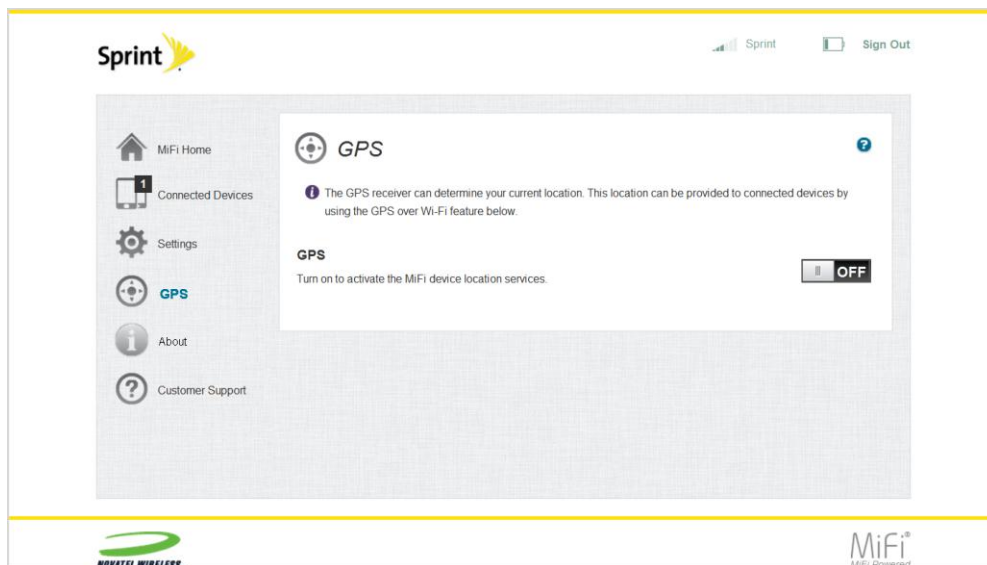 Sprint
Sprint
Sign Out
MiFi Home
1
Connected Devices
Settings
GPS
About
Customer Support
GPS
?
The GPS receiver can determine your current location. This location can be provided to connected devices by
using the GPS over Wi-Fi feature below.
GPS
Turn on to activate the MiFi device location services.
OFF
NOVATEL WIRELESS
MiFi®
MiFi Powered